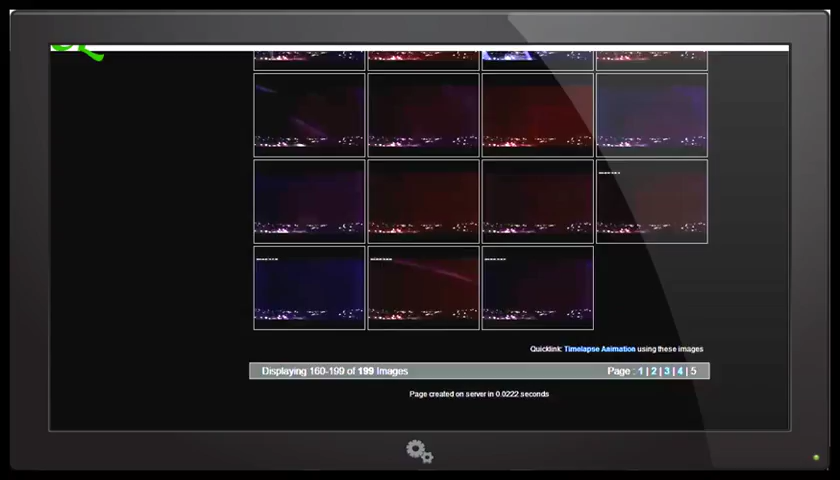 Quicklink: Timelapse Animation using these images
Displaying 160-199 of 199 Images Page : 1 | 2 | 3 | 4 | 5
Page created on server in 0.0222 seconds